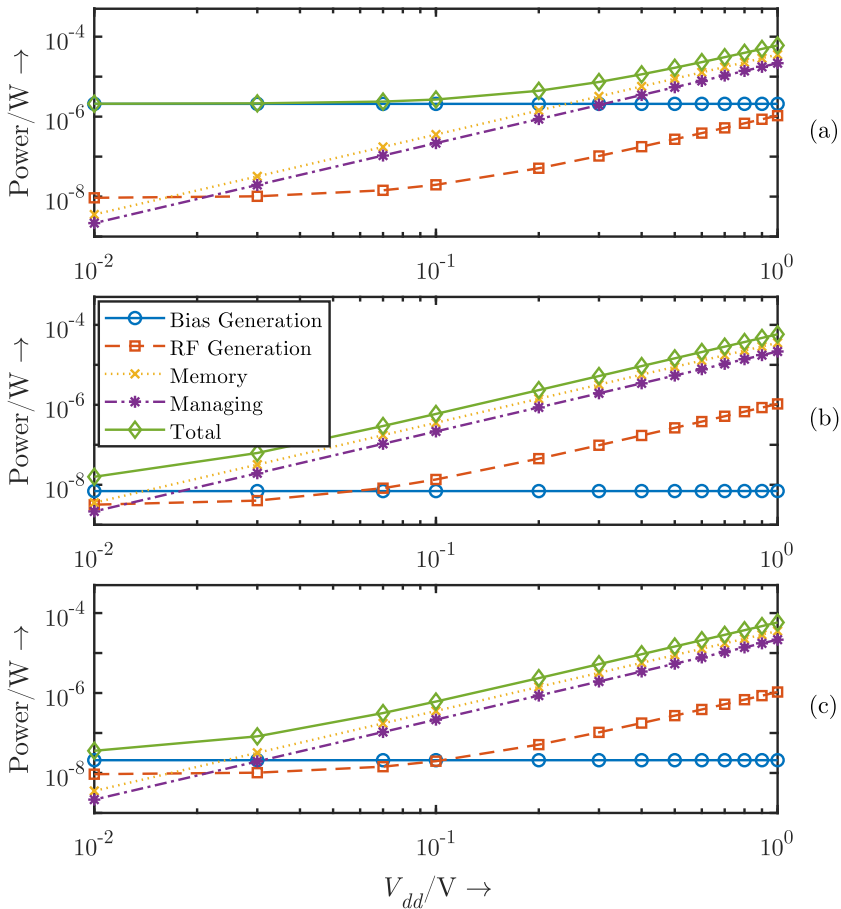 10^-4
10^-6
10^-8
Power/W →
10^-2
10^-1
10^0
(a)
10^-4
10^-6
10^-8
Power/W →
Bias Generation
RF Generation
Memory
Managing
Total
10^-2
10^-1
10^0
(b)
10^-4
10^-6
10^-8
Power/W →
10^-2
10^-1
10^0
(c)
V_dd/V →